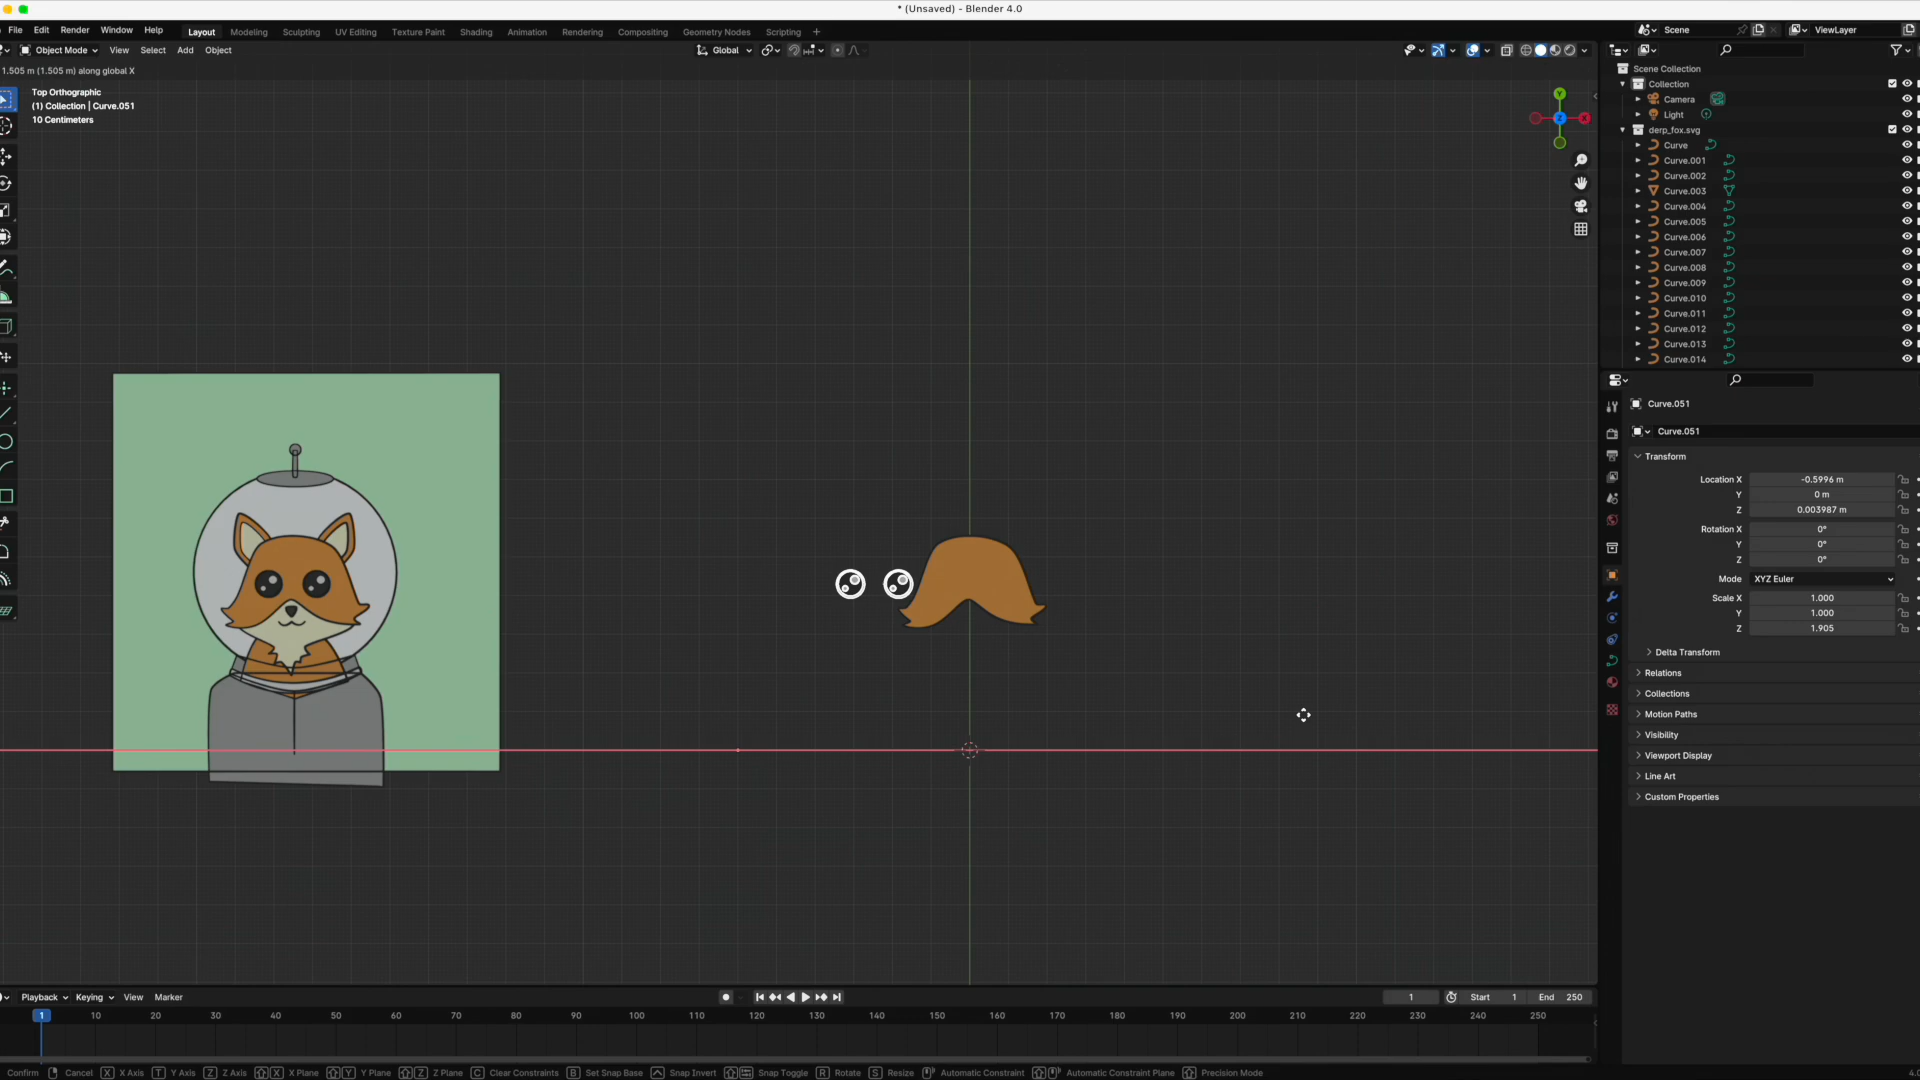 * (Unsaved) - Blender 4.0
File Edit Render Window Help Layout Modeling Sculpting UV Editing Texture Paint Shading Animation Rendering Compositing Geometry Nodes Scripting +
Scene ViewLayer
Object Mode View Select Add Object Global
1.505 m (1.505 m) along global X
Top Orthographic
(1) Collection | Curve.051
10 Centimeters
Y
X
Z
Scene Collection
Collection
Camera
Light
derp_fox.svg
Curve
Curve.001
Curve.002
Curve.003
Curve.004
Curve.005
Curve.006
Curve.007
Curve.008
Curve.009
Curve.010
Curve.011
Curve.012
Curve.013
Curve.014
Curve.051
Curve.051
Transform
Location X -0.5996 m
Y 0 m
Z 0.003987 m
Rotation X 0°
Y 0°
Z 0°
Mode XYZ Euler
Scale X 1.000
Y 1.000
Z 1.905
Delta Transform
Relations
Collections
Motion Paths
Visibility
Viewport Display
Line Art
Custom Properties
Playback Keying View Marker 1 Start 1 End 250
1 10 20 30 40 50 60 70 80 90 100 110 120 130 140 150 160 170 180 190 200 210 220 230 240 250
Confirm Cancel X X Axis Y Y Axis Z Z Axis X X Plane Y Y Plane Z Z Plane C Clear Constraints B Set Snap Base Snap Invert Snap Toggle R Rotate S Resize Automatic Constraint Automatic Constraint Plane Precision Mode